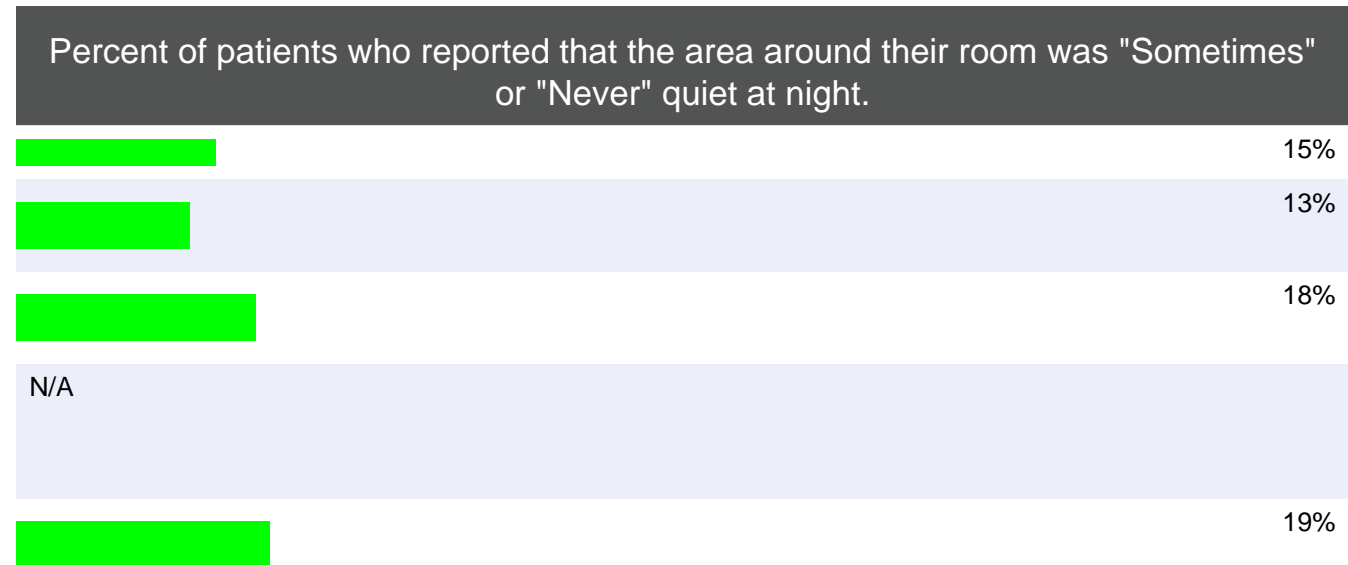 Percent of patients who reported that the area around their room was "Sometimes"
or "Never" quiet at night.
15%
13%
18%
N/A
19%